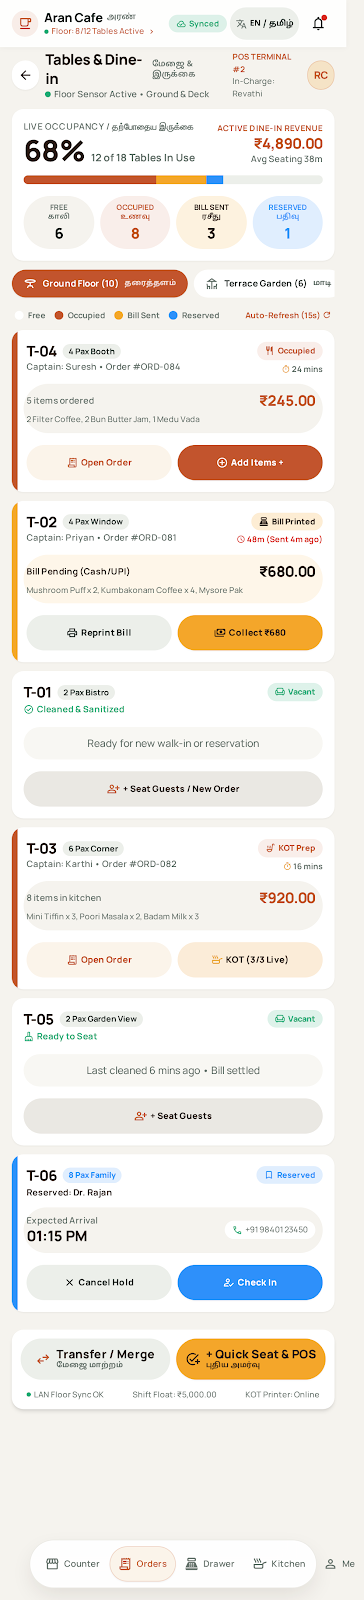 Aran Cafe அரண்
Floor: 8/12 Tables Active >
Synced
EN / தமிழ்
Tables & Dine-in
மேஜை & இருக்கை
Floor Sensor Active • Ground & Deck
POS TERMINAL #2
In-Charge: Revathi
RC
LIVE OCCUPANCY / தற்போதைய இருக்கை
68% 12 of 18 Tables In Use
ACTIVE DINE-IN REVENUE
₹4,890.00
Avg Seating 38m
FREE
காலி
6
OCCUPIED
உணவு
8
BILL SENT
ரசீது
3
RESERVED
பதிவு
1
Ground Floor (10) தரைத்தளம்
Terrace Garden (6) மாடி
Free Occupied Bill Sent Reserved Auto-Refresh (15s)
T-04 4 Pax Booth Occupied
Captain: Suresh • Order #ORD-084 24 mins
5 items ordered ₹245.00
2 Filter Coffee, 2 Bun Butter Jam, 1 Medu Vada
Open Order Add Items +
T-02 4 Pax Window Bill Printed
Captain: Priyan • Order #ORD-081 48m (Sent 4m ago)
Bill Pending (Cash/UPI) ₹680.00
Mushroom Puff x 2, Kumbakonam Coffee x 4, Mysore Pak
Reprint Bill Collect ₹680
T-01 2 Pax Bistro Vacant
Cleaned & Sanitized
Ready for new walk-in or reservation
+ Seat Guests / New Order
T-03 6 Pax Corner KOT Prep
Captain: Karthi • Order #ORD-082 16 mins
8 items in kitchen ₹920.00
Mini Tiffin x 3, Poori Masala x 2, Badam Milk x 3
Open Order KOT (3/3 Live)
T-05 2 Pax Garden View Vacant
Ready to Seat
Last cleaned 6 mins ago • Bill settled
+ Seat Guests
T-06 8 Pax Family Reserved
Reserved: Dr. Rajan
Expected Arrival
01:15 PM
+91 9840123450
Cancel Hold Check In
Transfer / Merge
மேஜை மாற்றம்
+ Quick Seat & POS
புதிய அமர்வு
LAN Floor Sync OK Shift Float: ₹5,000.00 KOT Printer: Online
Counter Orders Drawer Kitchen Me